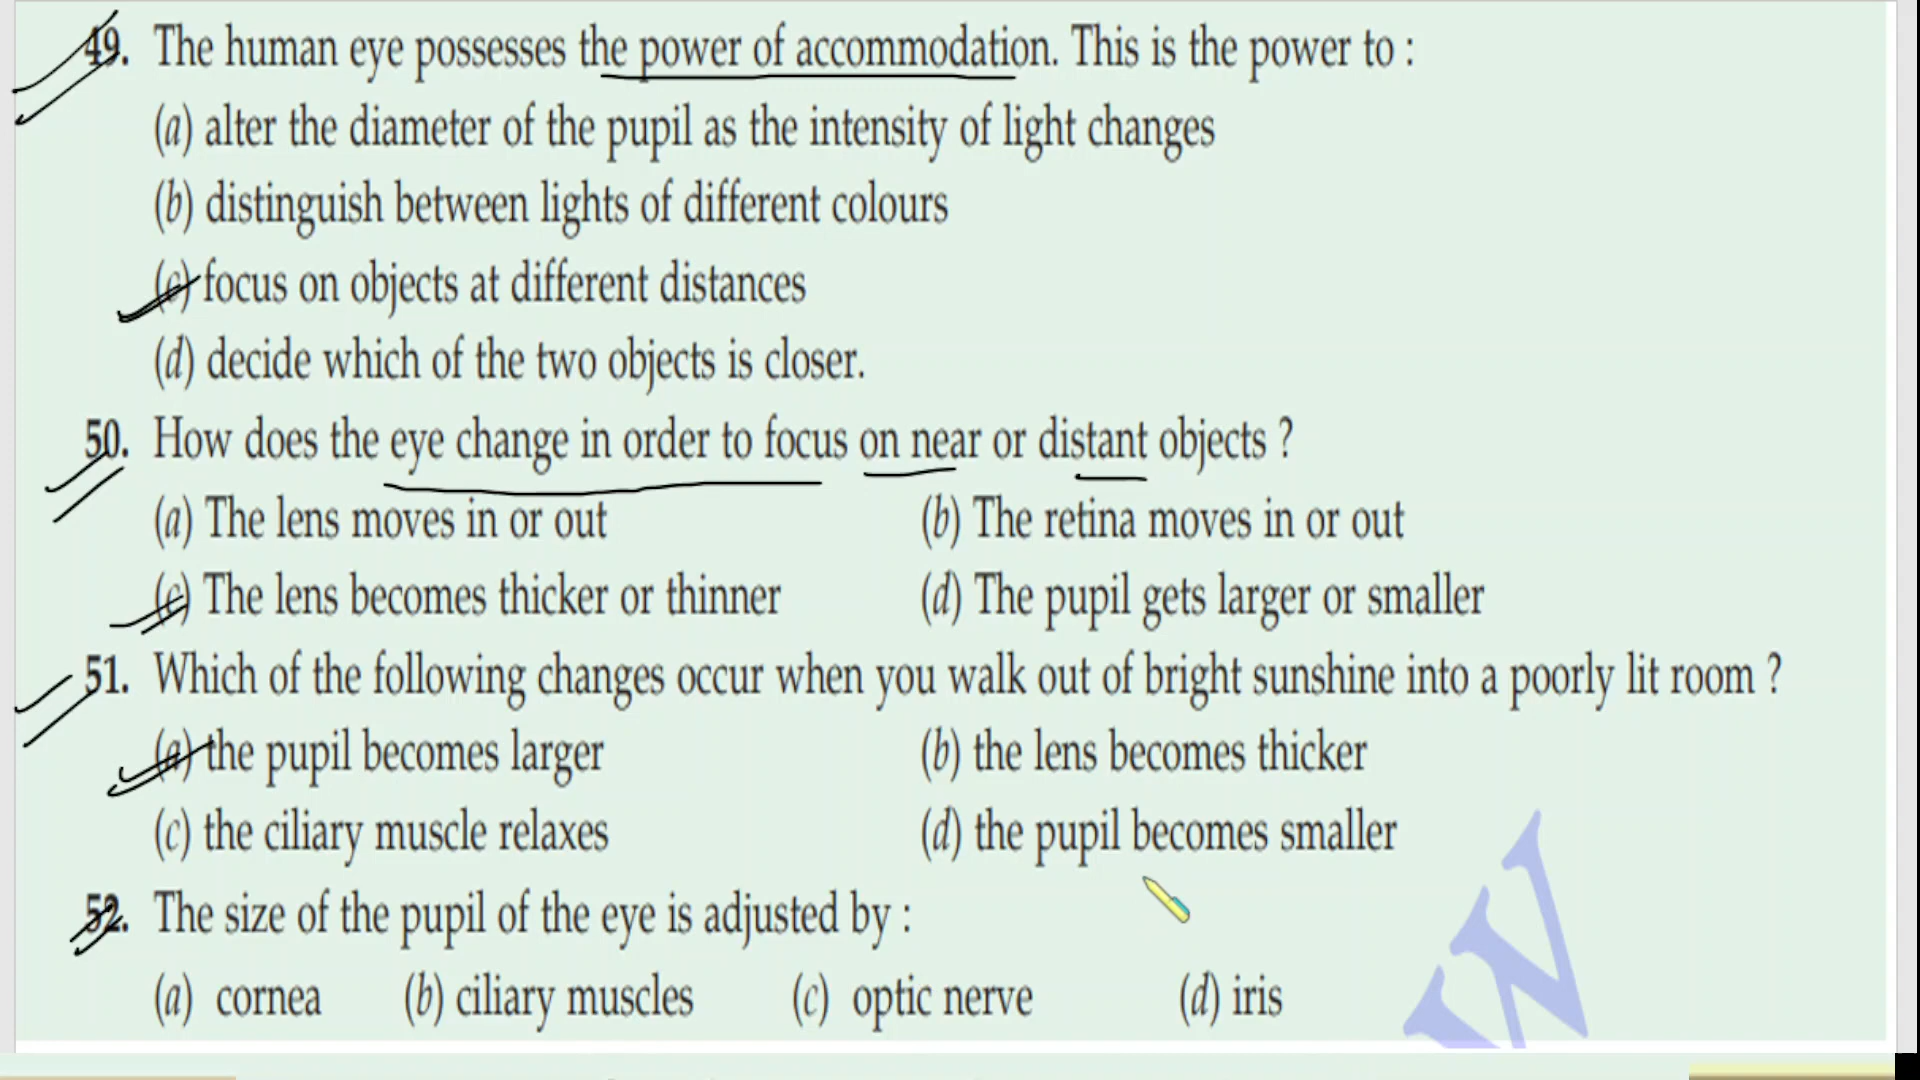 49. The human eye possesses the power of accommodation. This is the power to :
(a) alter the diameter of the pupil as the intensity of light changes
(b) distinguish between lights of different colours
(c) focus on objects at different distances
(d) decide which of the two objects is closer.
50. How does the eye change in order to focus on near or distant objects ?
(a) The lens moves in or out (b) The retina moves in or out
(c) The lens becomes thicker or thinner (d) The pupil gets larger or smaller
51. Which of the following changes occur when you walk out of bright sunshine into a poorly lit room ?
(a) the pupil becomes larger (b) the lens becomes thicker
(c) the ciliary muscle relaxes (d) the pupil becomes smaller
52. The size of the pupil of the eye is adjusted by :
(a) cornea (b) ciliary muscles (c) optic nerve (d) iris
W